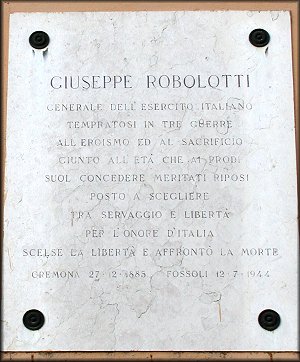 GIUSEPPE ROBOLOTTI
GENERALE DELL'ESERCITO ITALIANO
TEMPRATOSI IN TRE GUERRE
ALL'EROISMO ED AL SACRIFICIO
GIUNTO ALL'ETÀ CHE AI PRODI
SUOL CONCEDERE MERITATI RIPOSI
POSTO A SCEGLIERE
TRA SERVAGGIO E LIBERTÀ
PER L'ONORE D'ITALIA
SCELSE LA LIBERTÀ E AFFRONTÒ LA MORTE
CREMONA 27-12-1885 FOSSOLI 12-7-1944